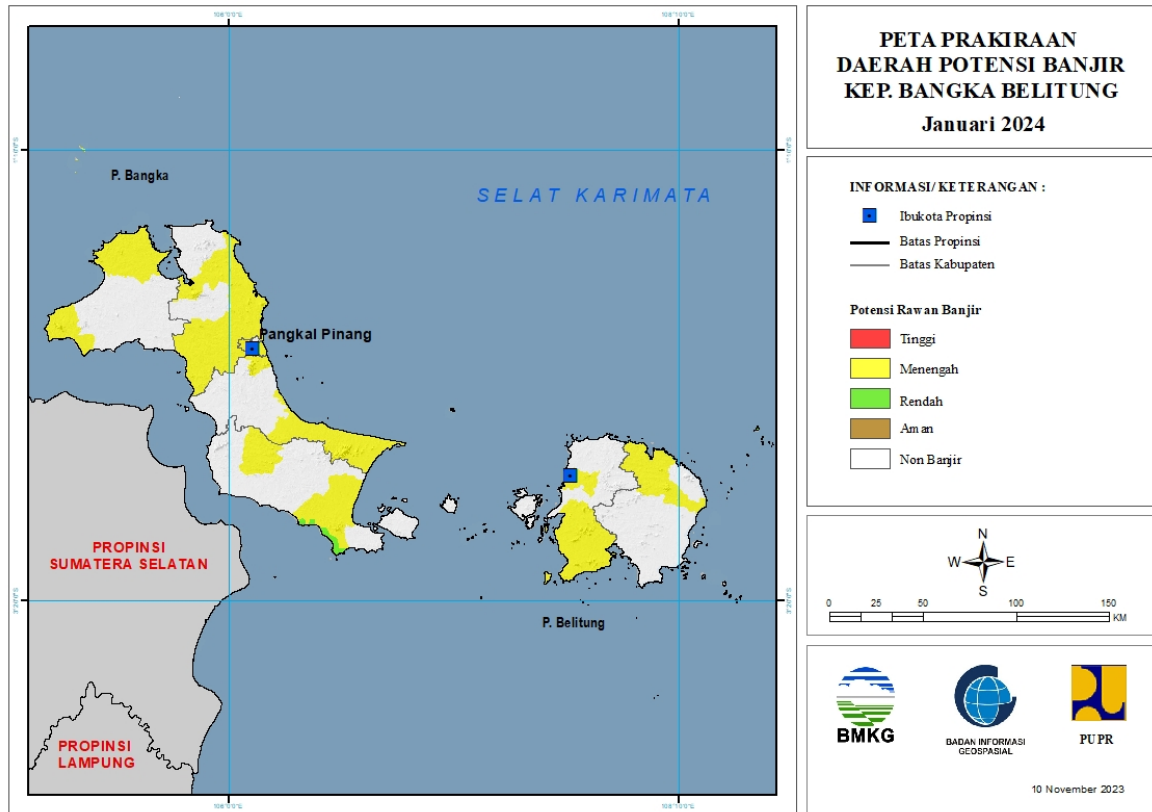 PETA PRAKIRAAN
DAERAH POTENSI BANJIR
KEP. BANGKA BELITUNG
Januari 2024
INFORMASI/ KETERANGAN :
Ibukota Propinsi
Batas Propinsi
Batas Kabupaten
Potensi Rawan Banjir
Tinggi
Menengah
Rendah
Aman
Non Banjir
N
W E
S
0 25 50 100 150
KM
BMKG
BADAN INFORMASI
GEOSPASIAL
PUPR
10 November 2023
P. Bangka
SELAT KARIMATA
Pangkal Pinang
PROPINSI
SUMATERA SELATAN
P. Belitung
PROPINSI
LAMPUNG